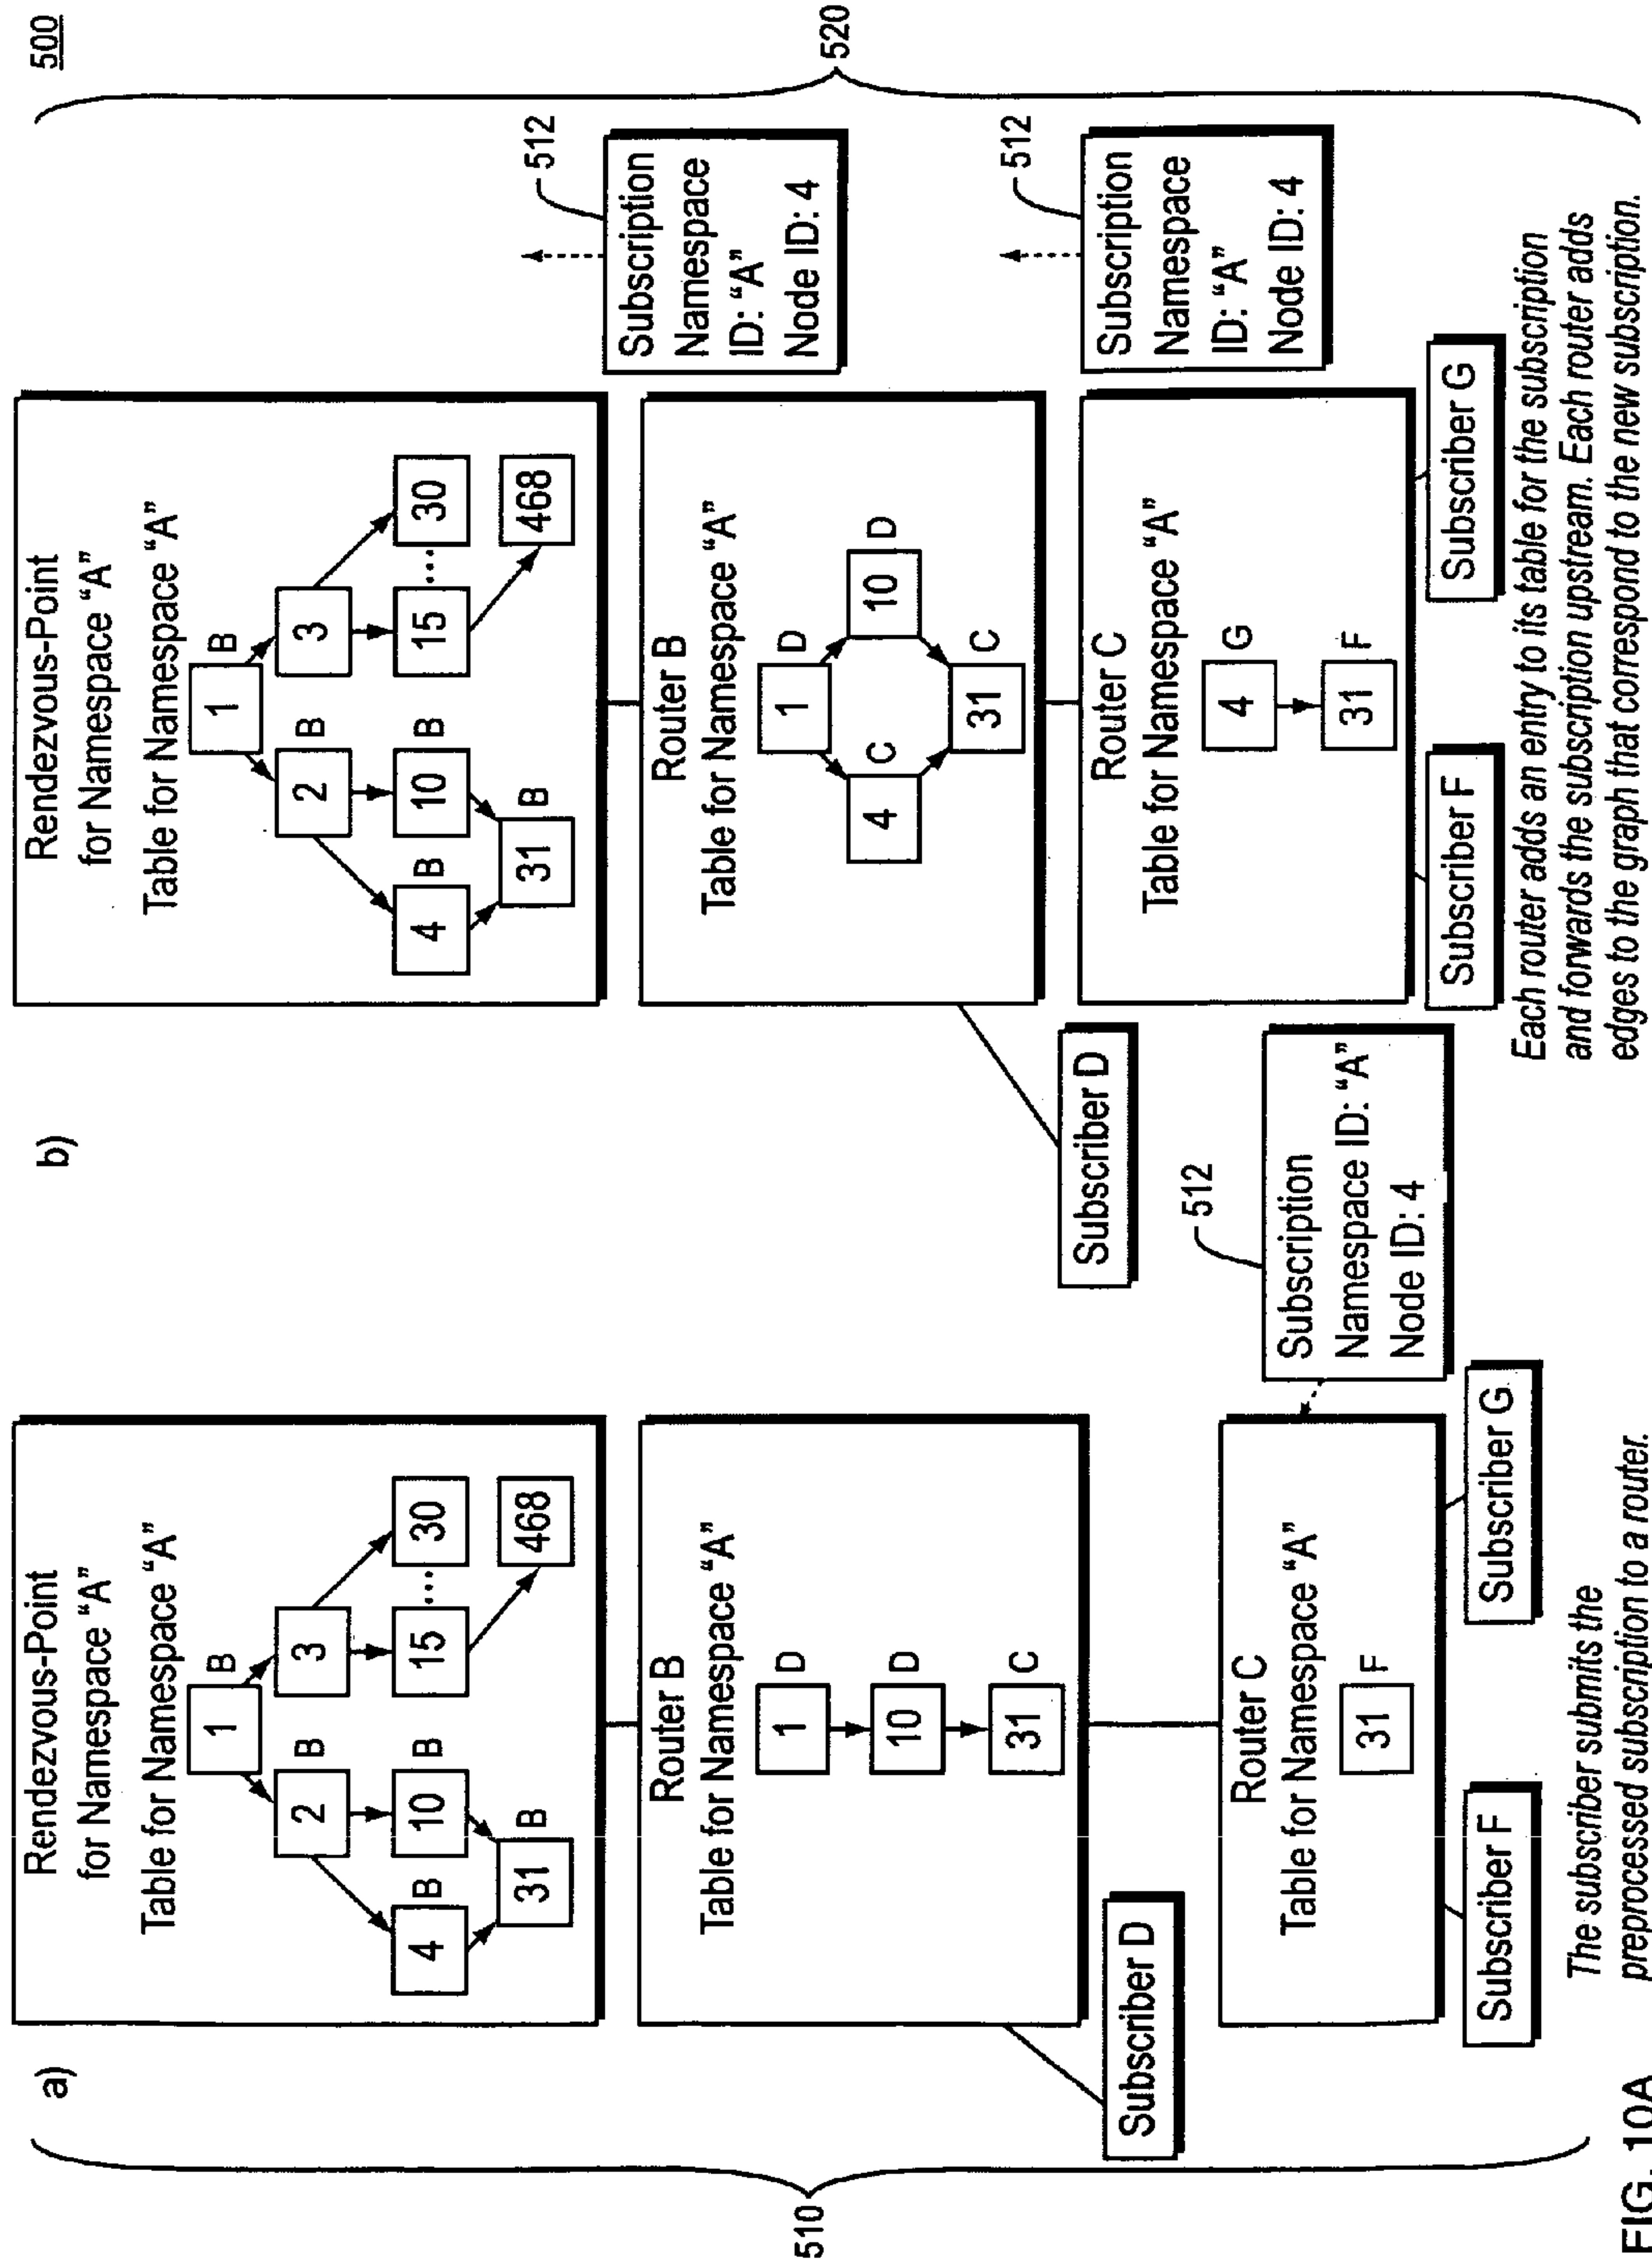 500
a)
510
Rendezvous-Point
for Namespace “A”
Table for Namespace “A”
1 B
2 B
3
4 B
10 B
15 ... 30
31 B
468
Router B
Table for Namespace “A”
1 D
10 D
31 C
Subscriber D
Router C
Table for Namespace “A”
31 F
Subscriber F
Subscriber G
512
Subscription
Namespace ID: “A”
Node ID: 4
The subscriber submits the
preprocessed subscription to a router.
b)
520
Rendezvous-Point
for Namespace “A”
Table for Namespace “A”
1 B
2 B
3
4 B
10 B
15 ... 30
31 B
468
512
Subscription
Namespace
ID: “A”
Node ID: 4
Router B
Table for Namespace “A”
1 D
4 C
10 D
31 C
Subscriber D
512
Subscription
Namespace
ID: “A”
Node ID: 4
Router C
Table for Namespace “A”
4 G
31 F
Subscriber F
Subscriber G
Each router adds an entry to its table for the subscription
and forwards the subscription upstream. Each router adds
edges to the graph that correspond to the new subscription.
FIG. 10A